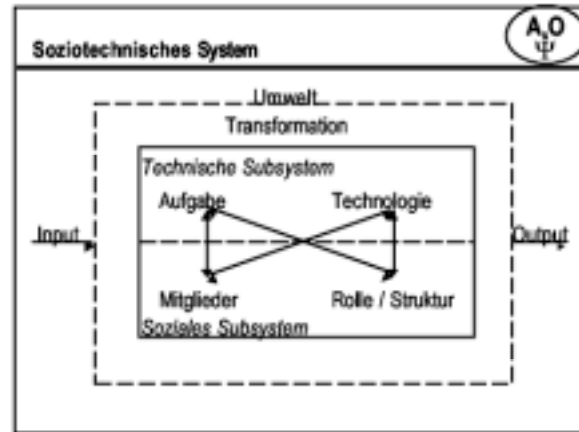 Soziotechnisches System
A&O
Ψ
Umwelt
Transformation
Technische Subsystem
Aufgabe Technologie
Input Output
Mitglieder Rolle / Struktur
Soziales Subsystem